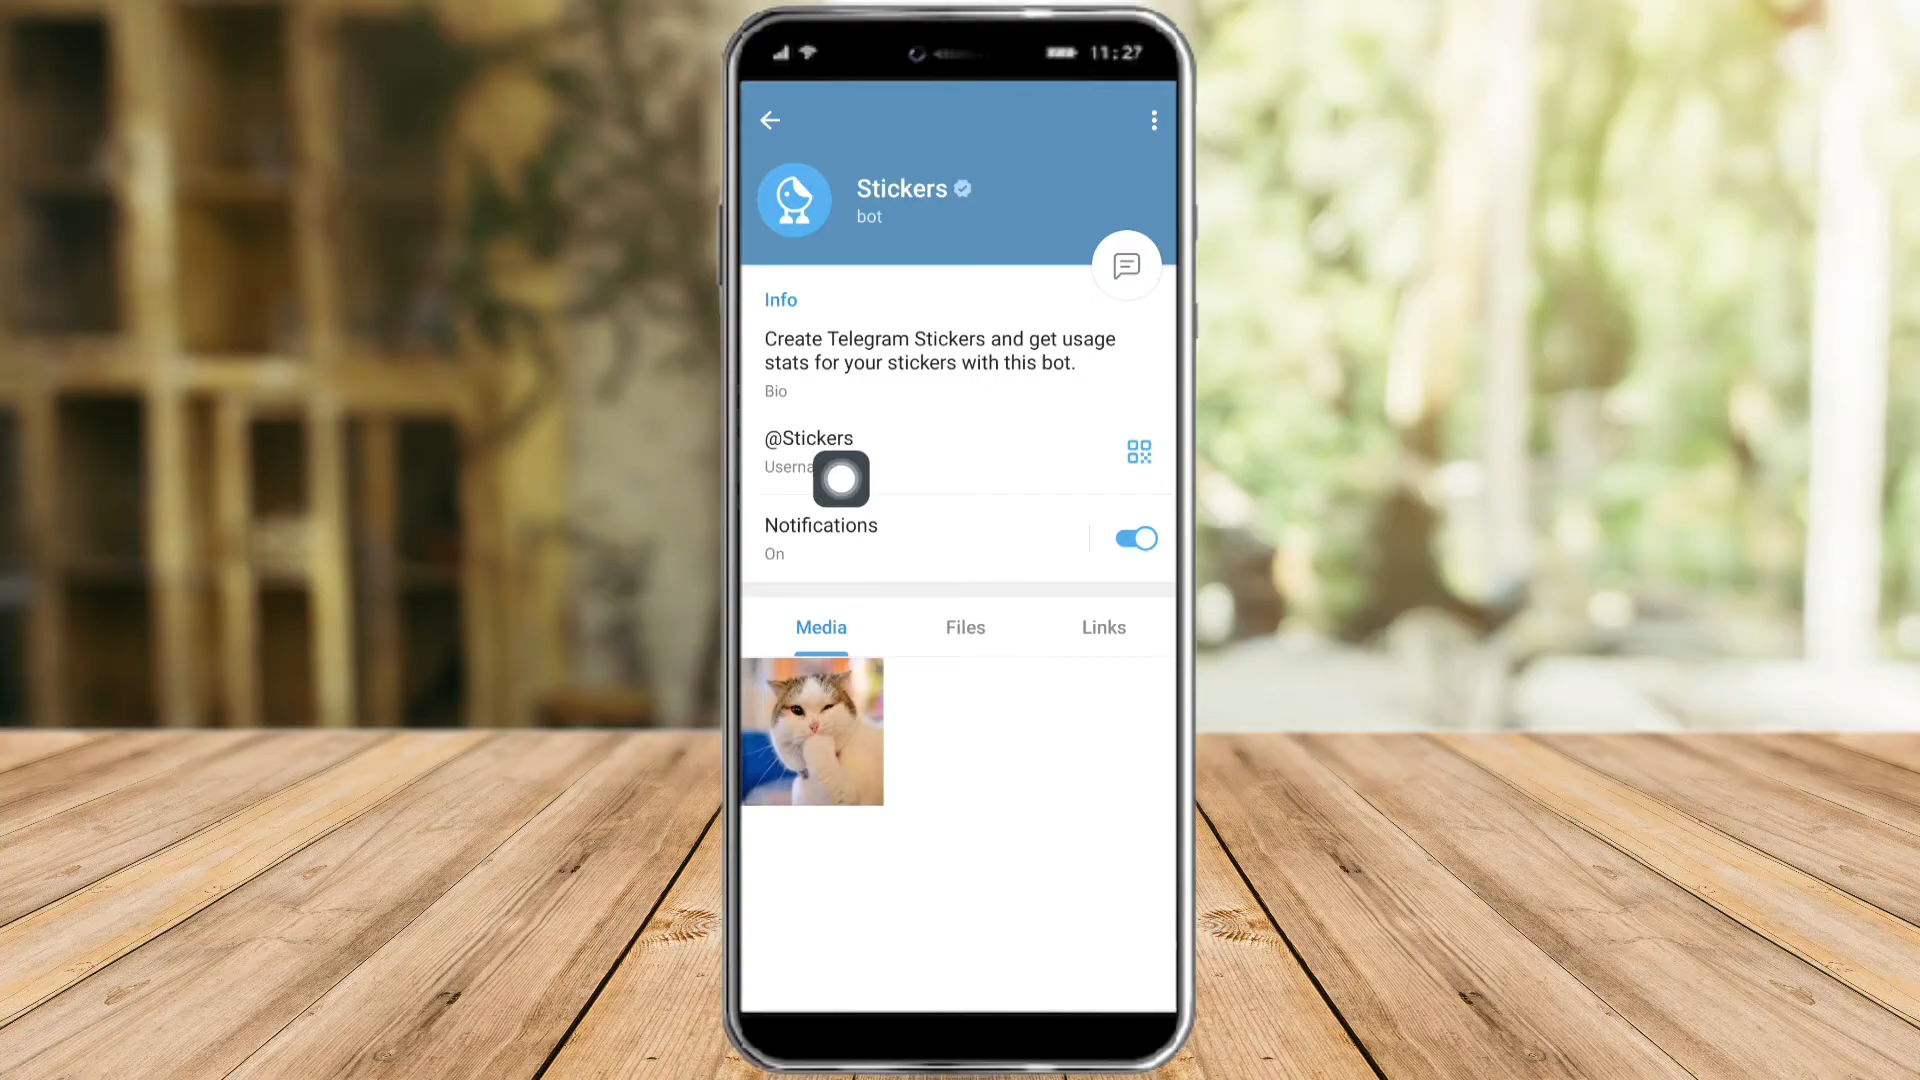 11:27
Stickers
bot
Info
Create Telegram Stickers and get usage
stats for your stickers with this bot.
Bio
@Stickers
Userna
Notifications
On
Media
Files
Links